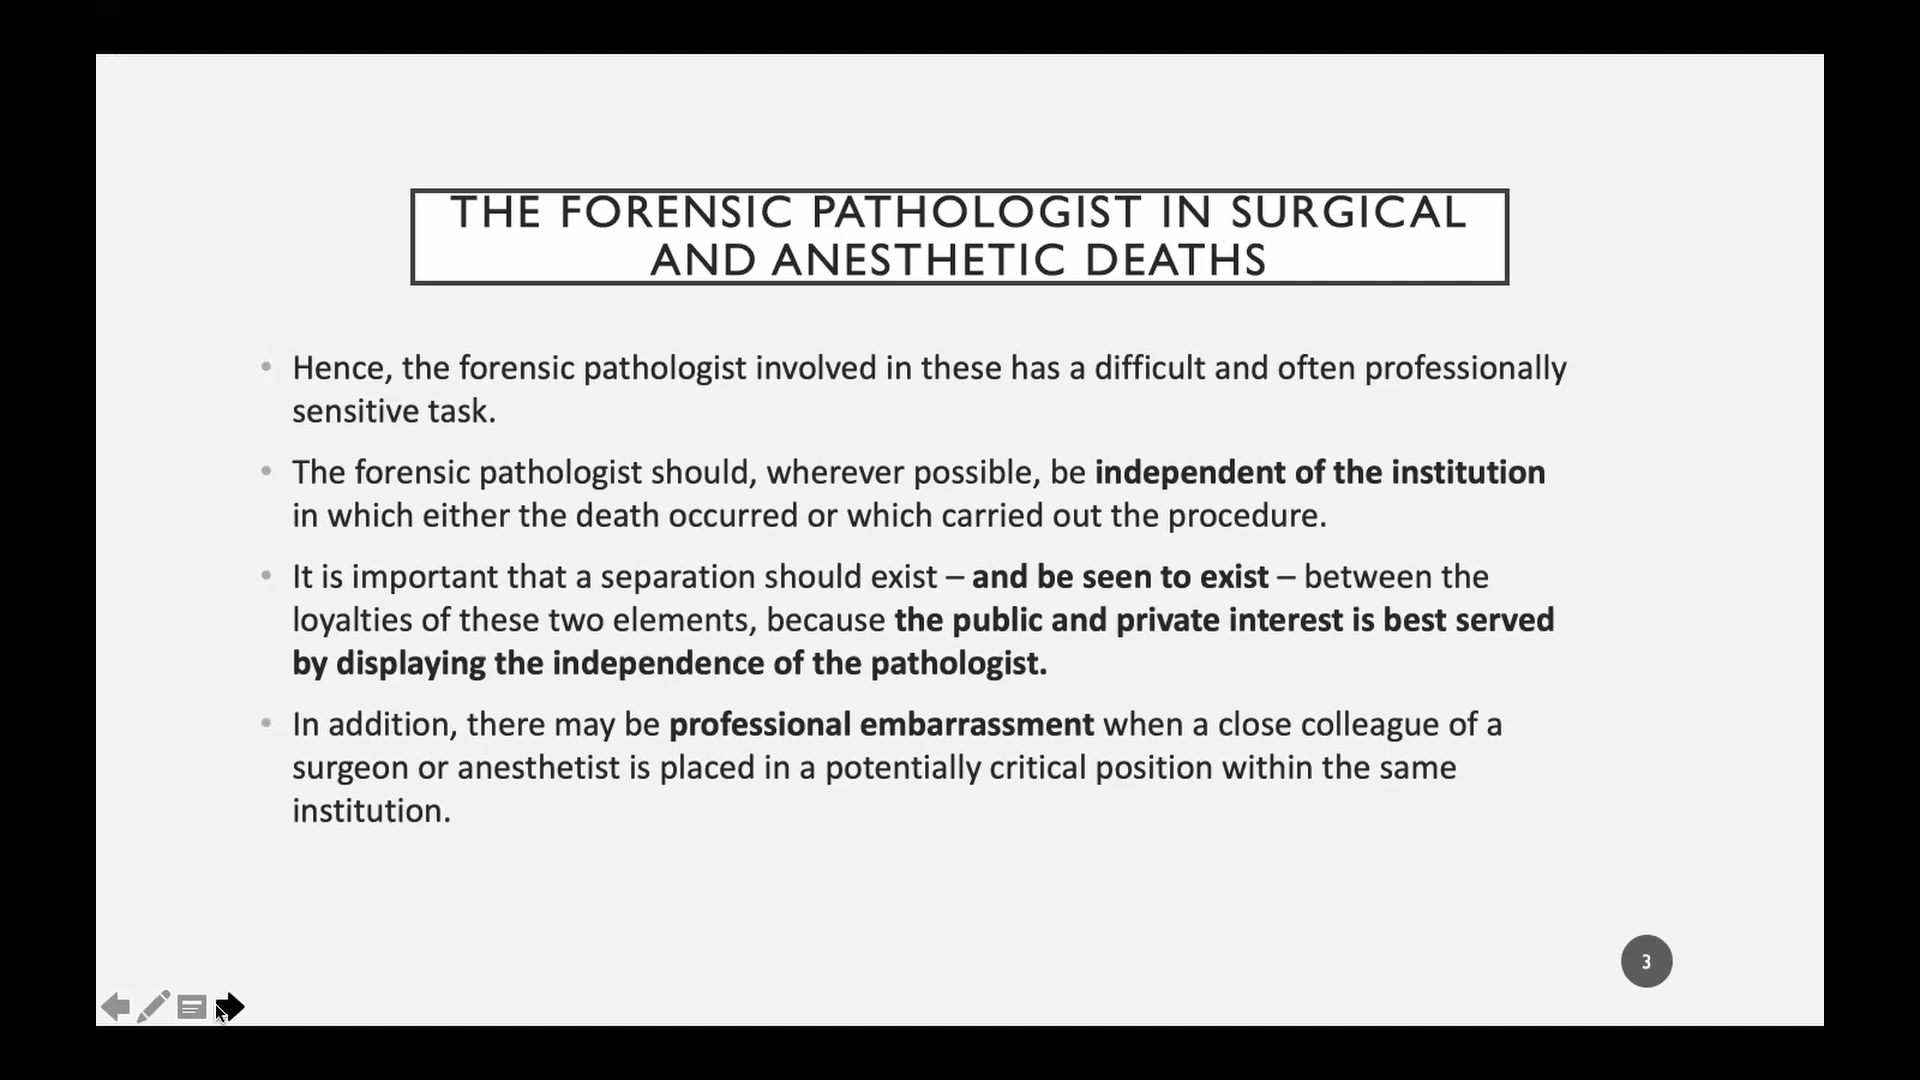 THE FORENSIC PATHOLOGIST IN SURGICAL
AND ANESTHETIC DEATHS
• Hence, the forensic pathologist involved in these has a difficult and often professionally
sensitive task.
• The forensic pathologist should, wherever possible, be independent of the institution
in which either the death occurred or which carried out the procedure.
• It is important that a separation should exist – and be seen to exist – between the
loyalties of these two elements, because the public and private interest is best served
by displaying the independence of the pathologist.
• In addition, there may be professional embarrassment when a close colleague of a
surgeon or anesthetist is placed in a potentially critical position within the same
institution.
3